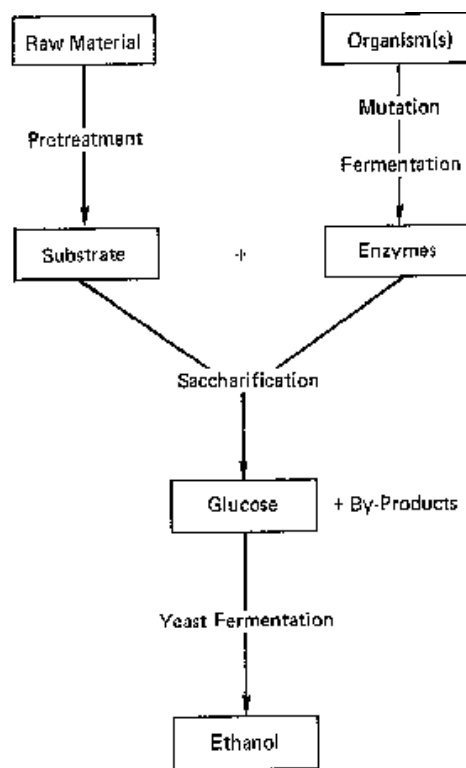 Raw Material
Organism(s)
Mutation
Pretreatment
Fermentation
Substrate
+
Enzymes
Saccharification
Glucose
+ By-Products
Yeast Fermentation
Ethanol